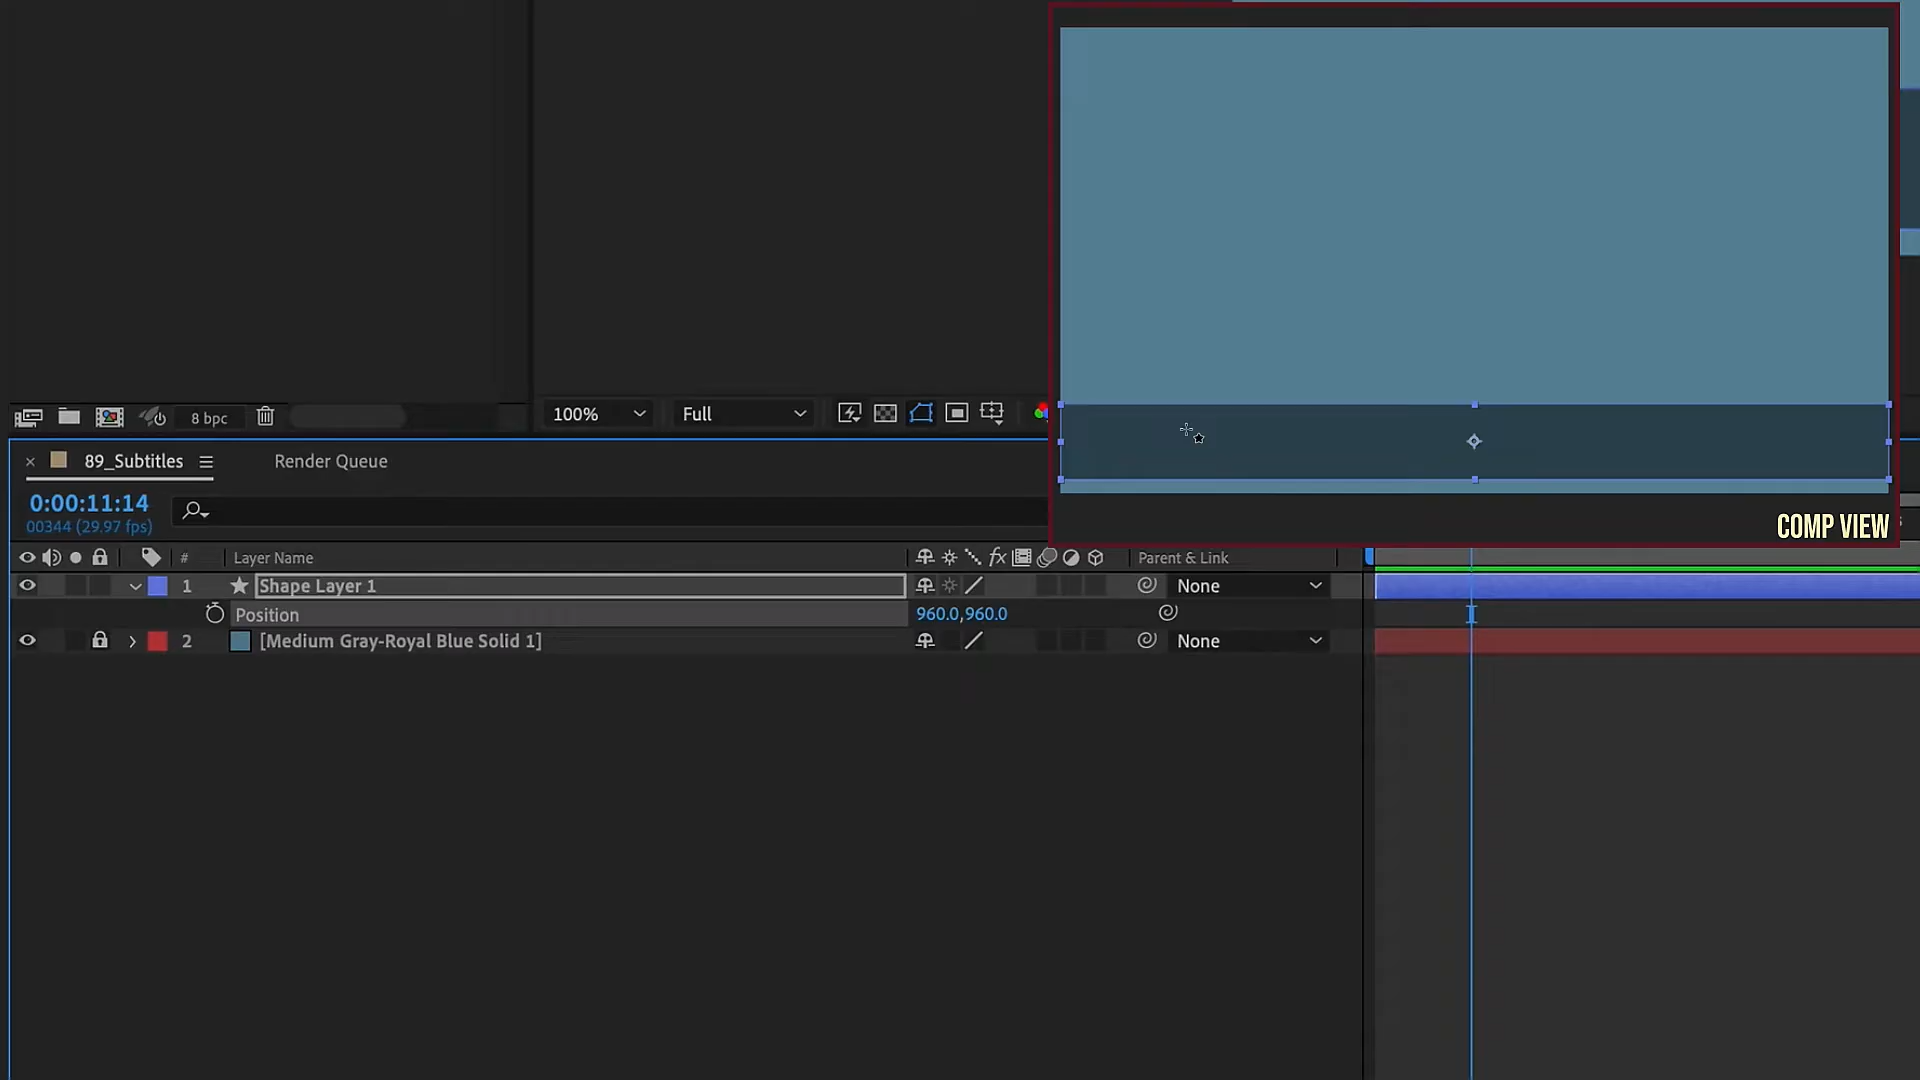 COMP VIEW
8 bpc
100%
Full
89_Subtitles
Render Queue
0:00:11:14
00344 (29.97 fps)
# Layer Name fx Parent & Link
1 Shape Layer 1 None
Position 960.0,960.0
2 [Medium Gray-Royal Blue Solid 1] None